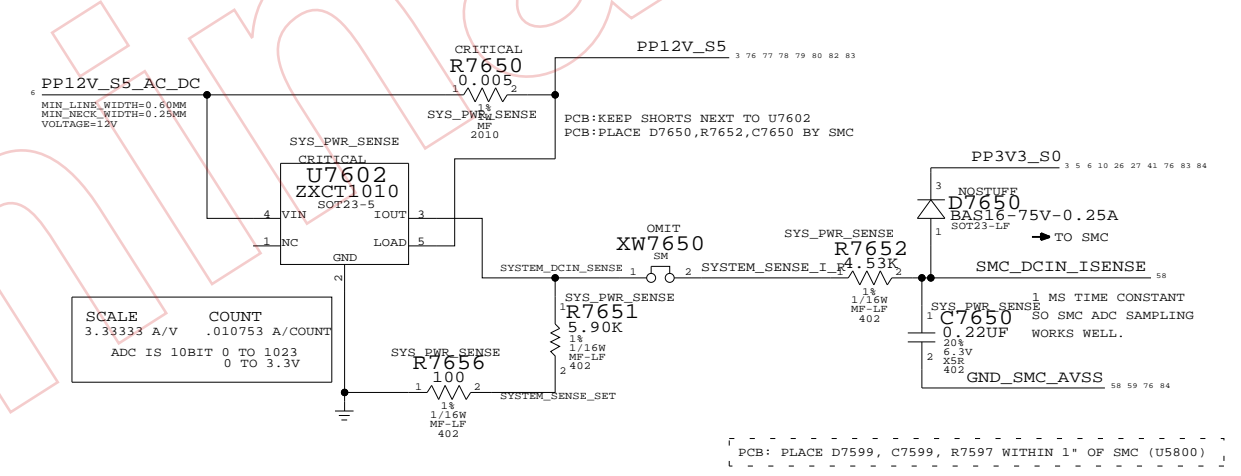 CRITICAL
R7650
0.005
1 2
1%
1W
MF
2010
SYS_PWR_SENSE
PP12V_S5 3 76 77 78 79 80 82 83
6 PP12V_S5_AC_DC
MIN_LINE_WIDTH=0.60MM
MIN_NECK_WIDTH=0.25MM
VOLTAGE=12V
PCB:KEEP SHORTS NEXT TO U7602
PCB:PLACE D7650,R7652,C7650 BY SMC
SYS_PWR_SENSE
CRITICAL
U7602
ZXCT1010
SOT23-5
4 VIN IOUT 3
1 NC LOAD 5
GND
2
PP3V3_S0 3 5 6 10 26 27 41 76 83 84
3 NOSTUFF
D7650
BAS16-75V-0.25A
SOT23-LF
1
TO SMC
OMIT
XW7650
SM
1 2
SYSTEM_DCIN_SENSE
SYSTEM_SENSE_I_R
SYS_PWR_SENSE
R7652
4.53K
1 2
1%
1/16W
MF-LF
402
SMC_DCIN_ISENSE 58
SYS_PWR_SENSE
1
R7651
5.90K
1%
1/16W
MF-LF
402
2
SYS_PWR_SENSE
1 C7650
0.22UF
20%
2 6.3V
X5R
402
1 MS TIME CONSTANT
SO SMC ADC SAMPLING
WORKS WELL.
GND_SMC_AVSS 58 59 76 84
SCALE COUNT
3.33333 A/V .010753 A/COUNT
ADC IS 10BIT 0 TO 1023
0 TO 3.3V
SYS_PWR_SENSE
R7656
100
1 2
1%
1/16W
MF-LF
402
SYSTEM_SENSE_SET
PCB: PLACE D7599, C7599, R7597 WITHIN 1" OF SMC (U5800)